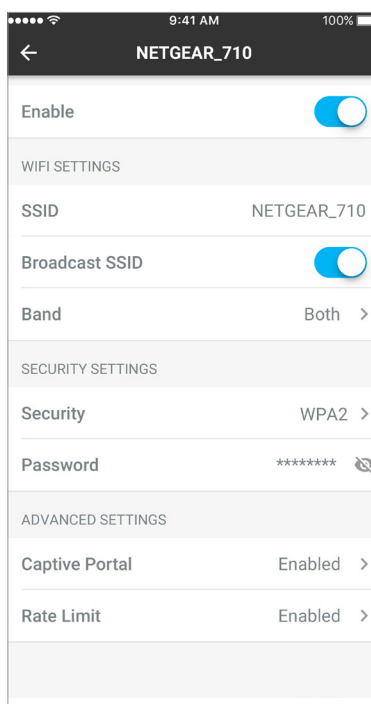 9:41 AM 100%
NETGEAR_710
Enable
WIFI SETTINGS
SSID NETGEAR_710
Broadcast SSID
Band Both
SECURITY SETTINGS
Security WPA2
Password ********
ADVANCED SETTINGS
Captive Portal Enabled
Rate Limit Enabled